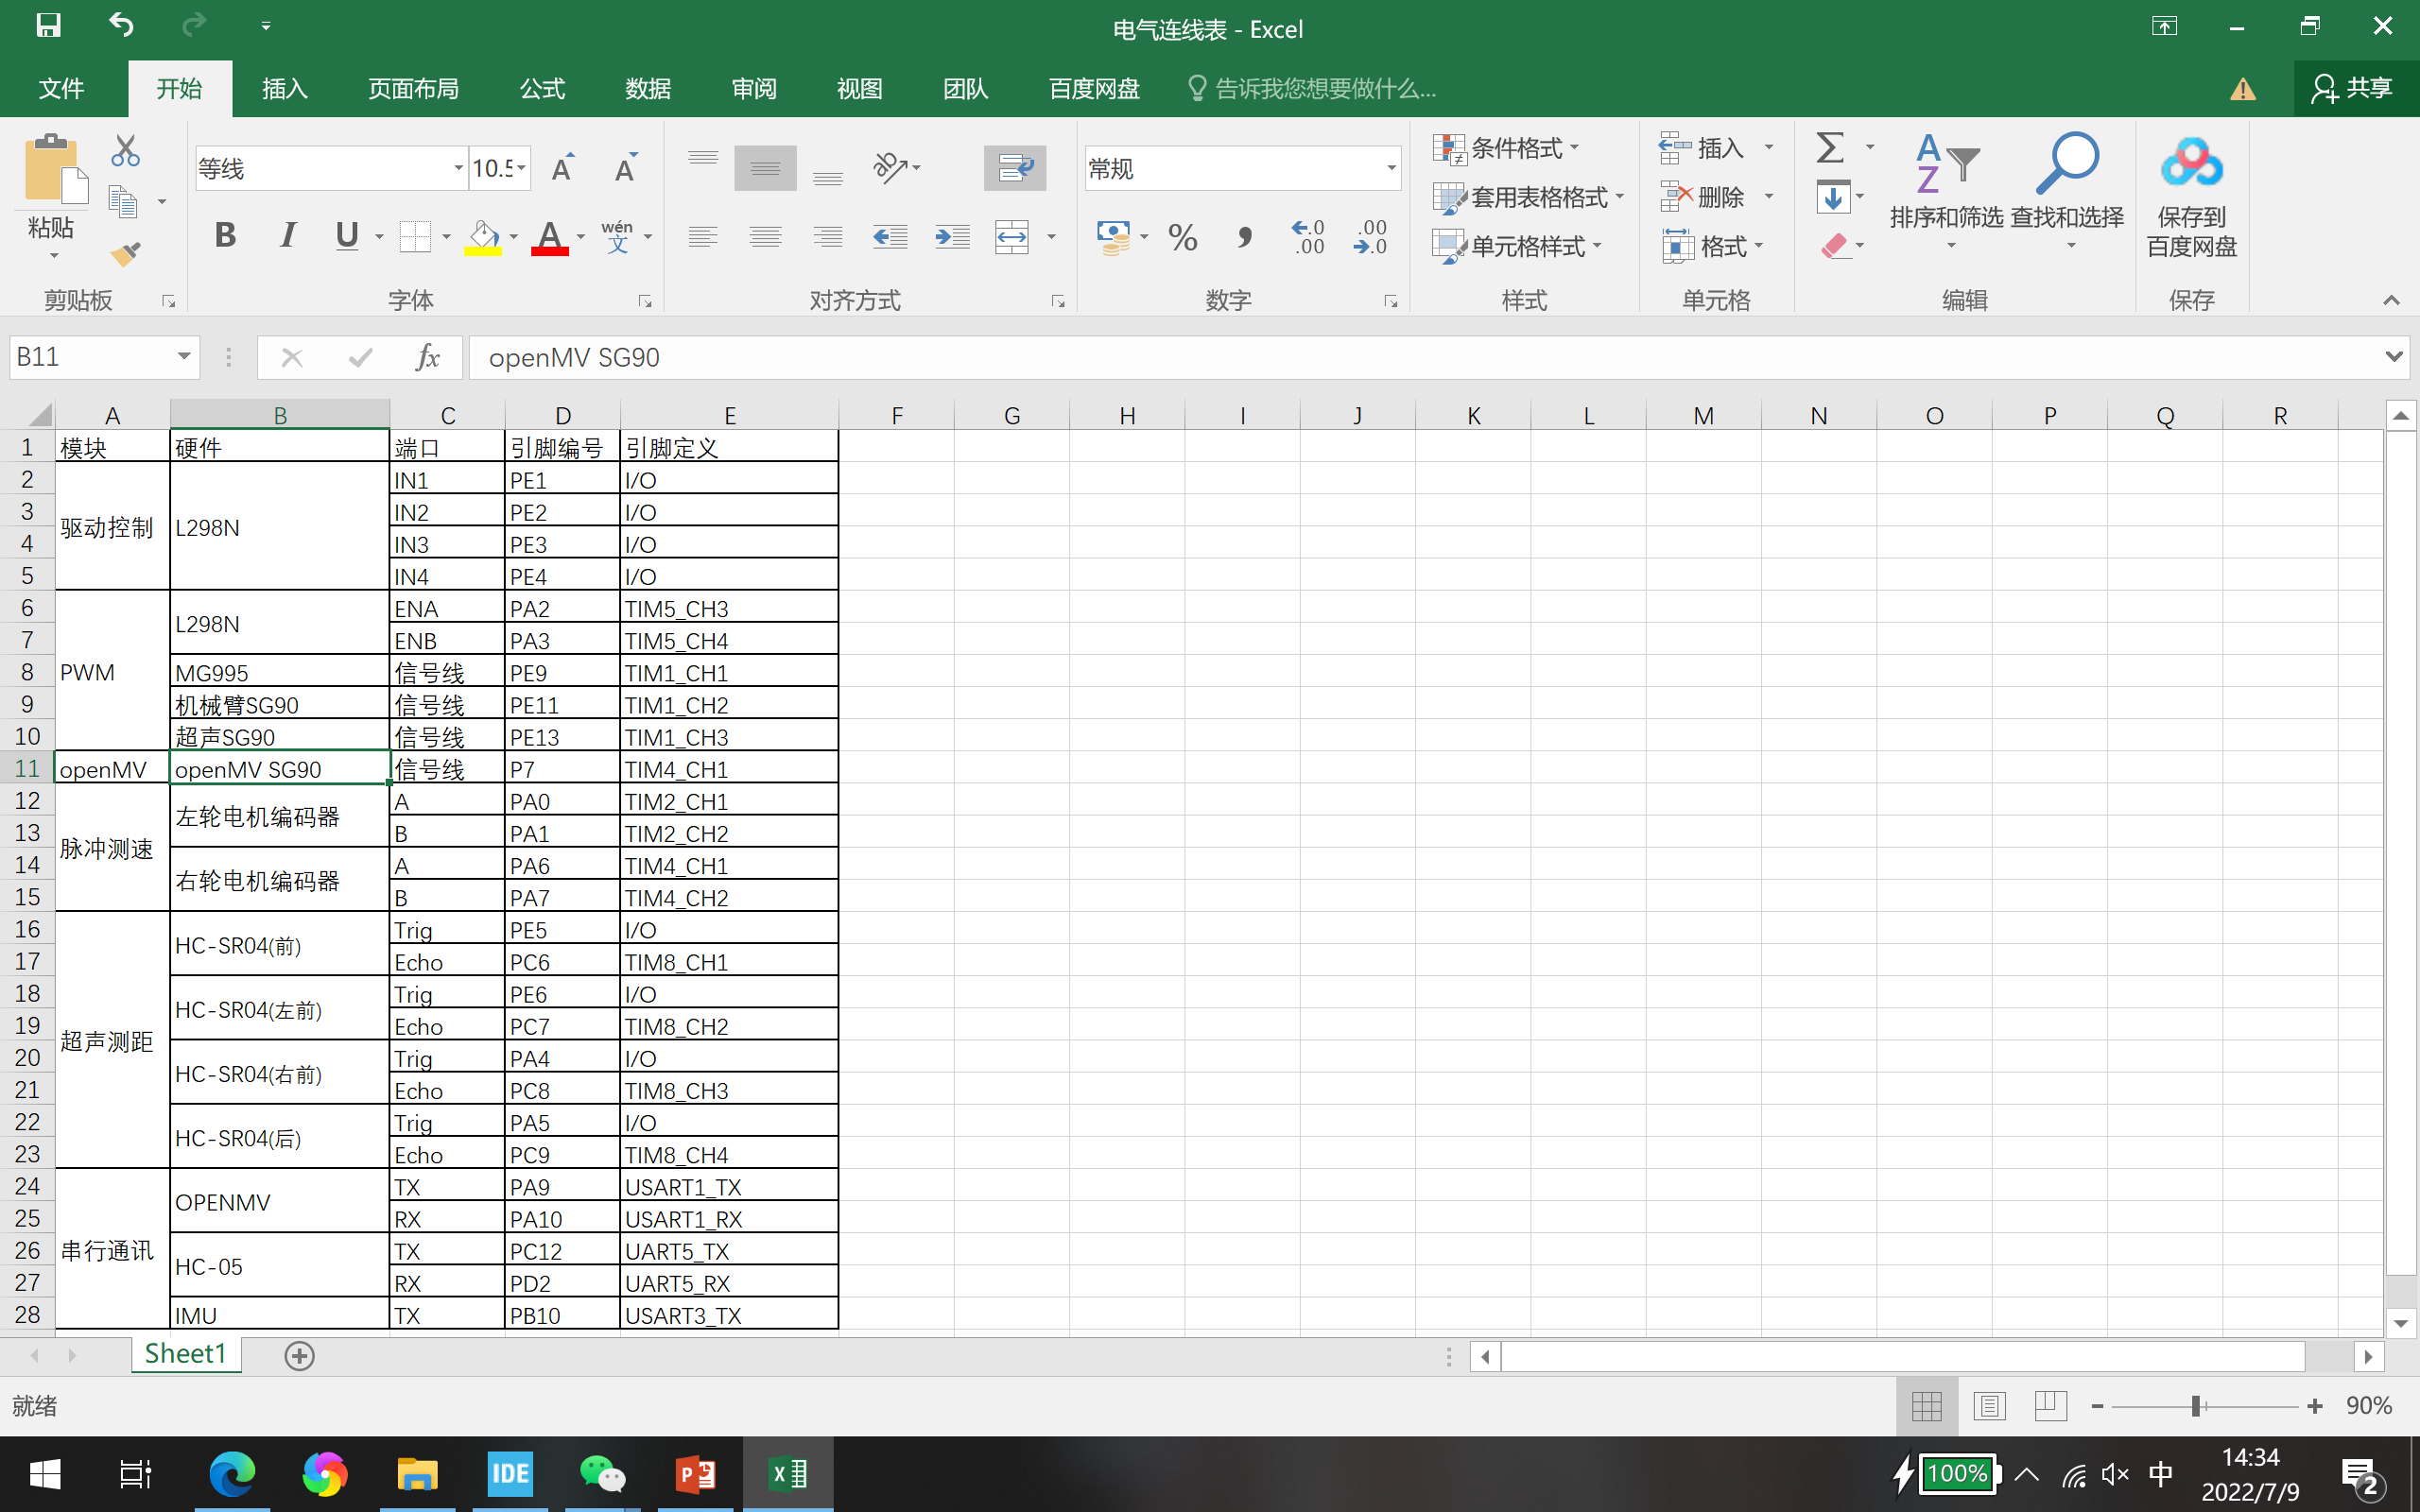 电气连线表 - Excel
文件 开始 插入 页面布局 公式 数据 审阅 视图 团队 百度网盘 告诉我您想要做什么... 共享
粘贴
剪贴板
等线 10.5
B I U A wén 文
字体
对齐方式
常规
% , .0 .00 .00 .0
数字
条件格式
套用表格格式
单元格样式
样式
插入
删除
格式
单元格
排序和筛选 查找和选择
编辑
保存到
百度网盘
保存
B11 fx openMV SG90
A B C D E F G H I J K L M N O P Q R
1 模块 硬件 端口 引脚编号 引脚定义
2 IN1 PE1 I/O
3 驱动控制 L298N IN2 PE2 I/O
4 IN3 PE3 I/O
5 IN4 PE4 I/O
6 L298N ENA PA2 TIM5_CH3
7 ENB PA3 TIM5_CH4
8 PWM MG995 信号线 PE9 TIM1_CH1
9 机械臂SG90 信号线 PE11 TIM1_CH2
10 超声SG90 信号线 PE13 TIM1_CH3
11 openMV openMV SG90 信号线 P7 TIM4_CH1
12 左轮电机编码器 A PA0 TIM2_CH1
13 脉冲测速 B PA1 TIM2_CH2
14 右轮电机编码器 A PA6 TIM4_CH1
15 B PA7 TIM4_CH2
16 HC-SR04(前) Trig PE5 I/O
17 Echo PC6 TIM8_CH1
18 HC-SR04(左前) Trig PE6 I/O
19 超声测距 Echo PC7 TIM8_CH2
20 HC-SR04(右前) Trig PA4 I/O
21 Echo PC8 TIM8_CH3
22 HC-SR04(后) Trig PA5 I/O
23 Echo PC9 TIM8_CH4
24 OPENMV TX PA9 USART1_TX
25 RX PA10 USART1_RX
26 串行通讯 HC-05 TX PC12 UART5_TX
27 RX PD2 UART5_RX
28 IMU TX PB10 USART3_TX
Sheet1
就绪 90%
IDE 100% 中 14:34
2022/7/9 2